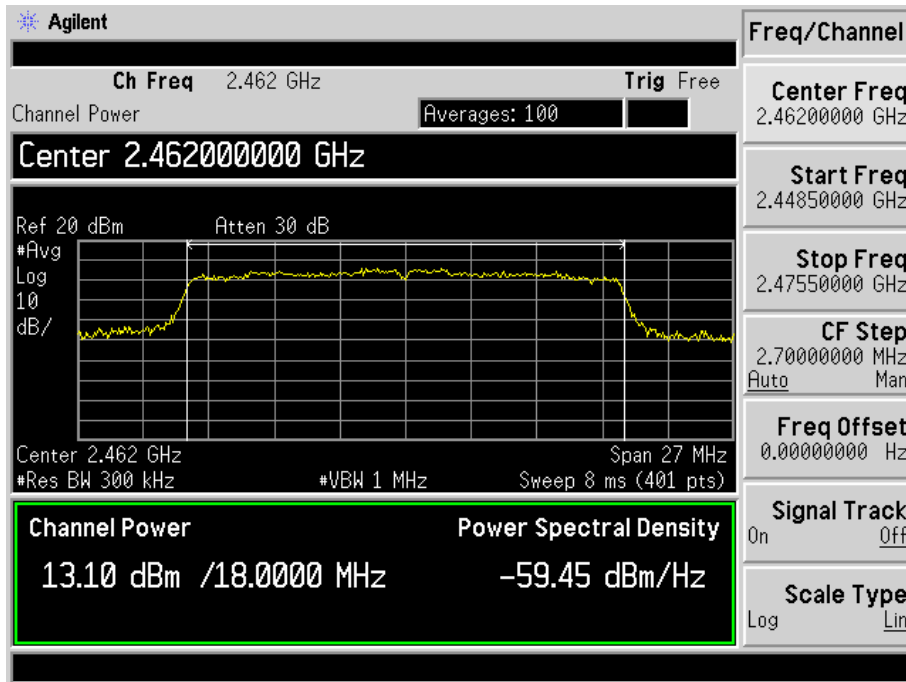 Agilent
Ch Freq 2.462 GHz Trig Free
Channel Power Averages: 100
Center 2.462000000 GHz
Ref 20 dBm Atten 30 dB
#Avg
Log
10
dB/
Center 2.462 GHz Span 27 MHz
#Res BW 300 kHz #VBW 1 MHz Sweep 8 ms (401 pts)
Channel Power Power Spectral Density
13.10 dBm /18.0000 MHz -59.45 dBm/Hz
Freq/Channel
Center Freq
2.46200000 GHz
Start Freq
2.44850000 GHz
Stop Freq
2.47550000 GHz
CF Step
2.70000000 MHz
Auto Man
Freq Offset
0.00000000 Hz
Signal Track
On Off
Scale Type
Log Lin